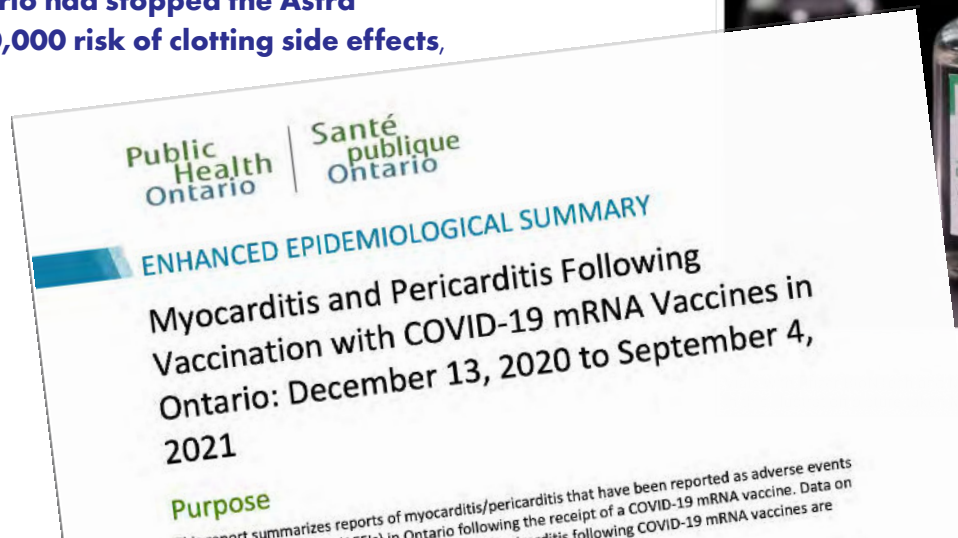 had stopped the Astra
0,000 risk of clotting side effects,
Public
Health
Ontario
Santé
publique
Ontario
ENHANCED EPIDEMIOLOGICAL SUMMARY
Myocarditis and Pericarditis Following
Vaccination with COVID-19 mRNA Vaccines in
Ontario: December 13, 2020 to September 4,
2021
Purpose
report summarizes reports of myocarditis/pericarditis that have been reported as adverse events
in Ontario following the receipt of a COVID-19 mRNA vaccine. Data on
following COVID-19 mRNA vaccines are